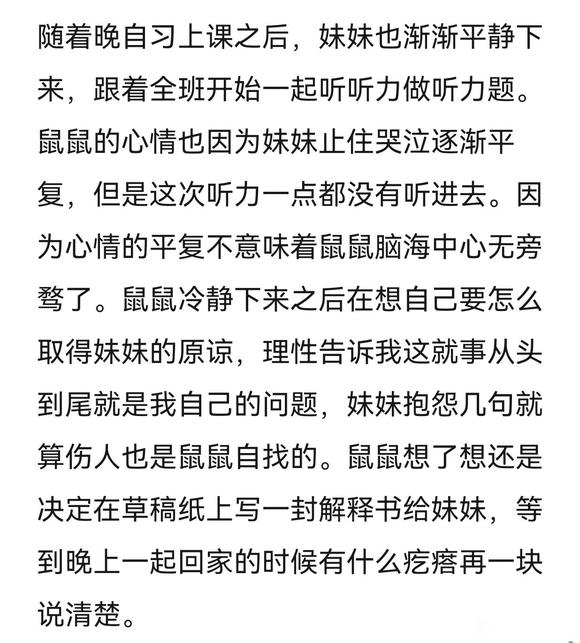 随着晚自习上课之后，妹妹也渐渐平静下
来，跟着全班开始一起听听力做听力题。
鼠鼠的心情也因为妹妹止住哭泣逐渐平
复，但是这次听力一点都没有听进去。因
为心情的平复不意味着鼠鼠脑海中心无旁
骛了。鼠鼠冷静下来之后在想自己要怎么
取得妹妹的原谅，理性告诉我这就事从头
到尾就是我自己的问题，妹妹抱怨几句就
算伤人也是鼠鼠自找的。鼠鼠想了想还是
决定在草稿纸上写一封解释书给妹妹，等
到晚上一起回家的时候有什么疙瘩再一块
说清楚。